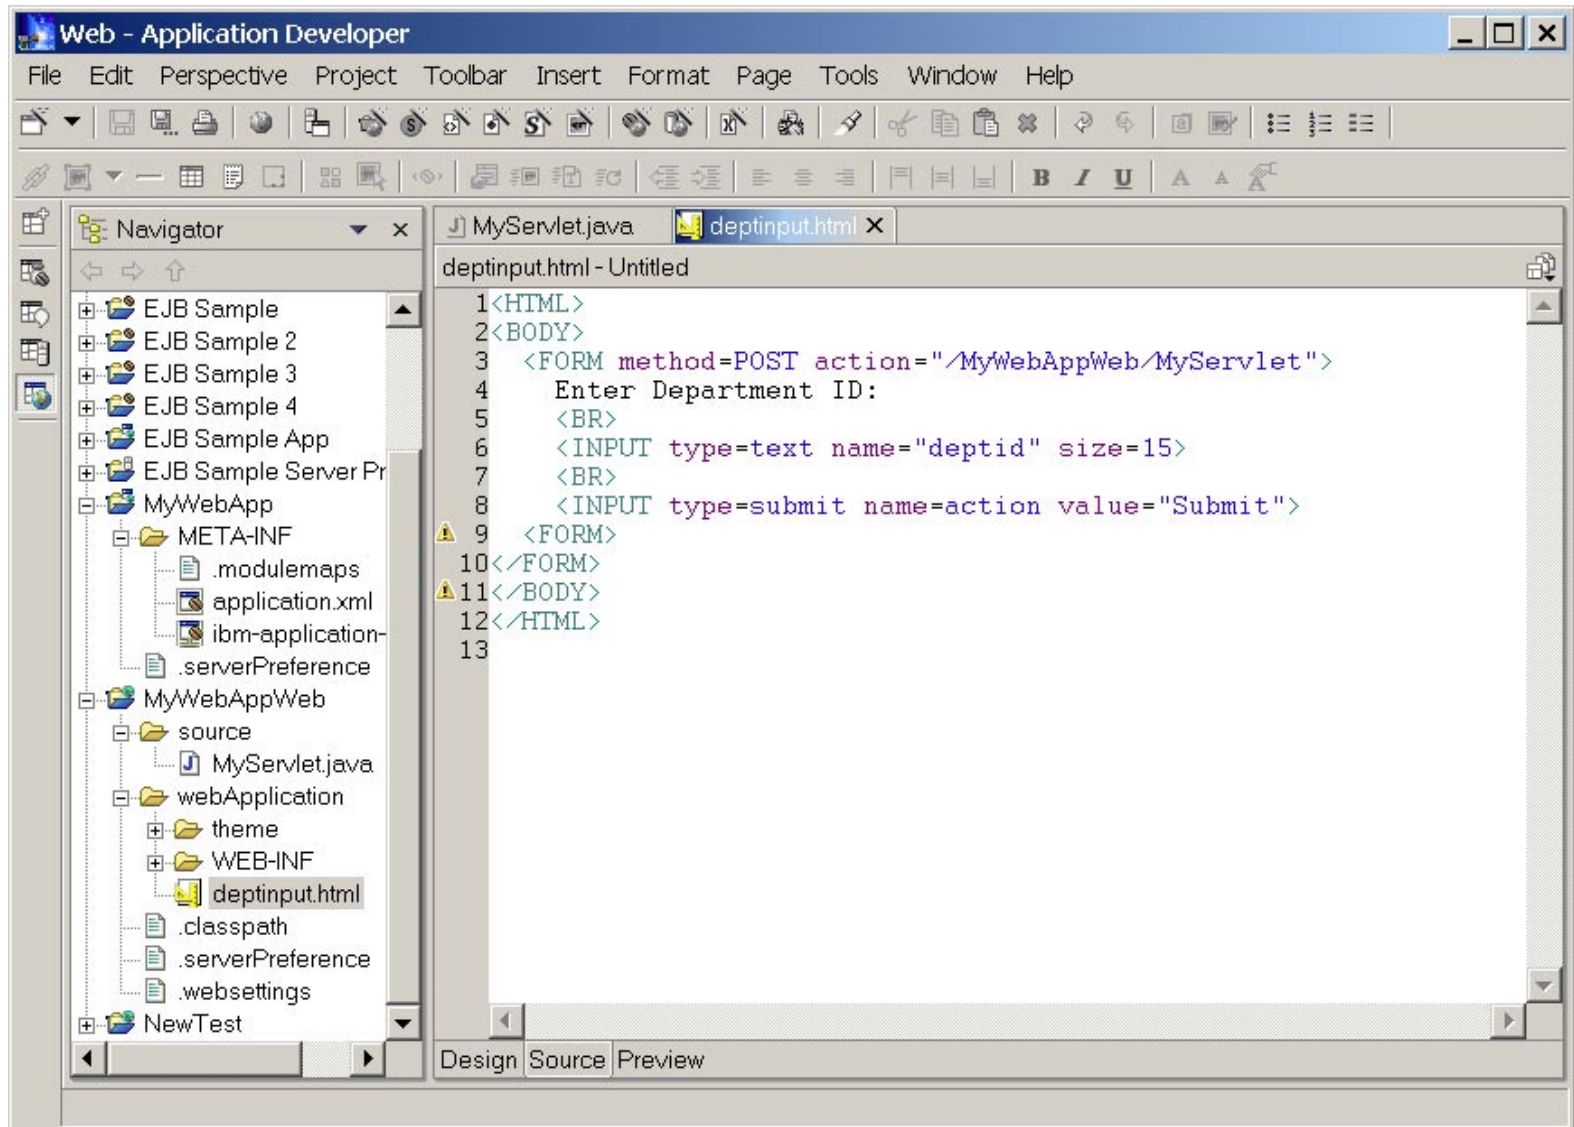 Web - Application Developer
File Edit Perspective Project Toolbar Insert Format Page Tools Window Help
Navigator
EJB Sample
EJB Sample 2
EJB Sample 3
EJB Sample 4
EJB Sample App
EJB Sample Server Pr
MyWebApp
META-INF
.modulemaps
application.xml
ibm-application-
.serverPreference
MyWebAppWeb
source
MyServlet.java
webApplication
theme
WEB-INF
deptinput.html
.classpath
.serverPreference
.websettings
NewTest
MyServlet.java deptinput.html
deptinput.html - Untitled
1<HTML>
2<BODY>
3  <FORM method=POST action="/MyWebAppWeb/MyServlet">
4    Enter Department ID:
5    <BR>
6    <INPUT type=text name="deptid" size=15>
7    <BR>
8    <INPUT type=submit name=action value="Submit">
9  <FORM>
10</FORM>
11</BODY>
12</HTML>
13
Design Source Preview